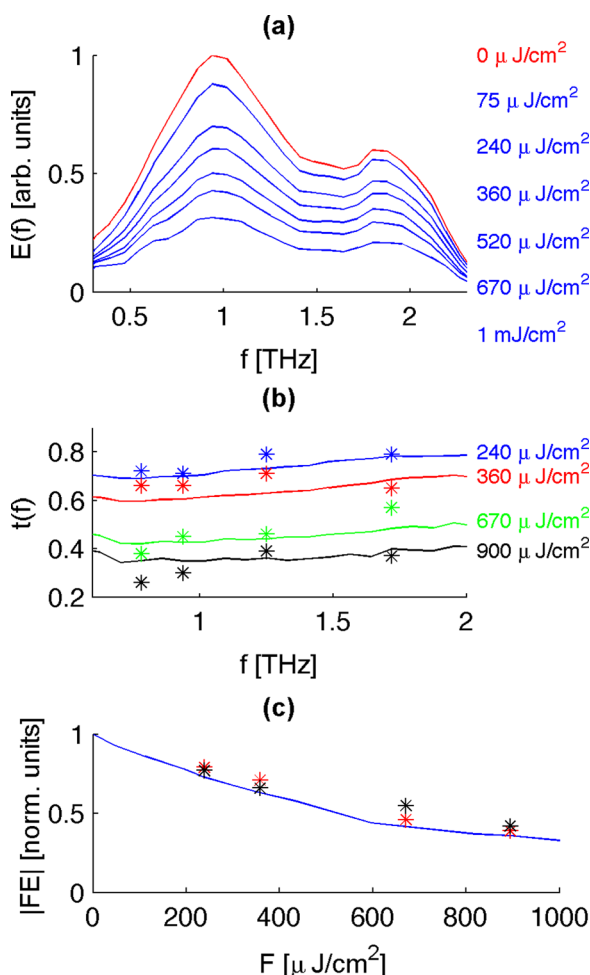 (a)
E(f) [arb. units]
1
0.5
0
0.5
1
1.5
2
f [THz]
0 μ J/cm2
75 μ J/cm2
240 μ J/cm2
360 μ J/cm2
520 μ J/cm2
670 μ J/cm2
1 mJ/cm2
(b)
t(f)
0.8
0.6
0.4
0.2
1
1.5
2
f [THz]
240 μ J/cm2
360 μ J/cm2
670 μ J/cm2
900 μ J/cm2
(c)
|FE| [norm. units]
1
0.5
0
0
200
400
600
800
1000
F [μ J/cm2]